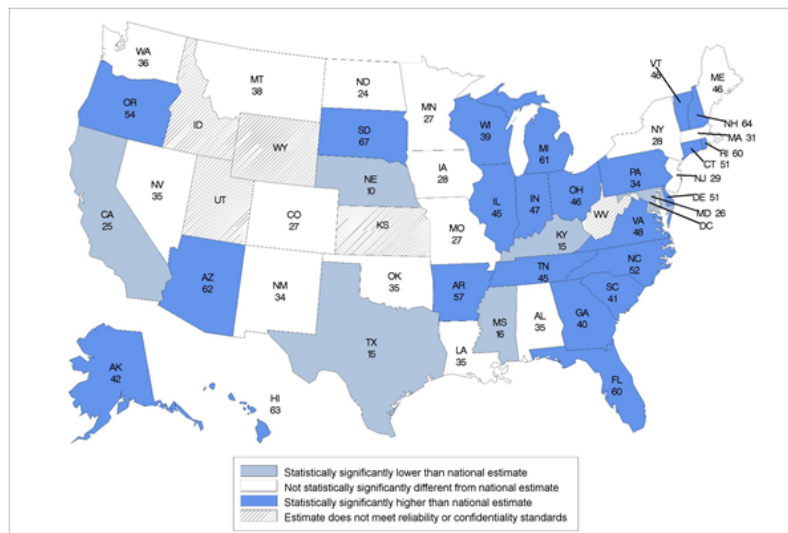 WA
36
OR
54
CA
25
NV
35
ID
MT
38
WY
UT
AZ
62
CO
27
NM
34
ND
24
SD
67
NE
10
KS
OK
35
TX
15
MN
27
IA
28
MO
27
AR
57
LA
35
WI
39
IL
45
MI
61
IN
47
OH
46
KY
15
TN
45
MS
16
AL
35
GA
40
FL
60
SC
41
NC
52
VA
48
WV
PA
34
NY
28
VT
46
ME
46
NH 64
MA 31
RI 60
CT 51
NJ 29
DE 51
MD 26
DC
AK
42
HI
63
Statistically significantly lower than national estimate
Not statistically significantly different from national estimate
Statistically significantly higher than national estimate
Estimate does not meet reliability or confidentiality standards